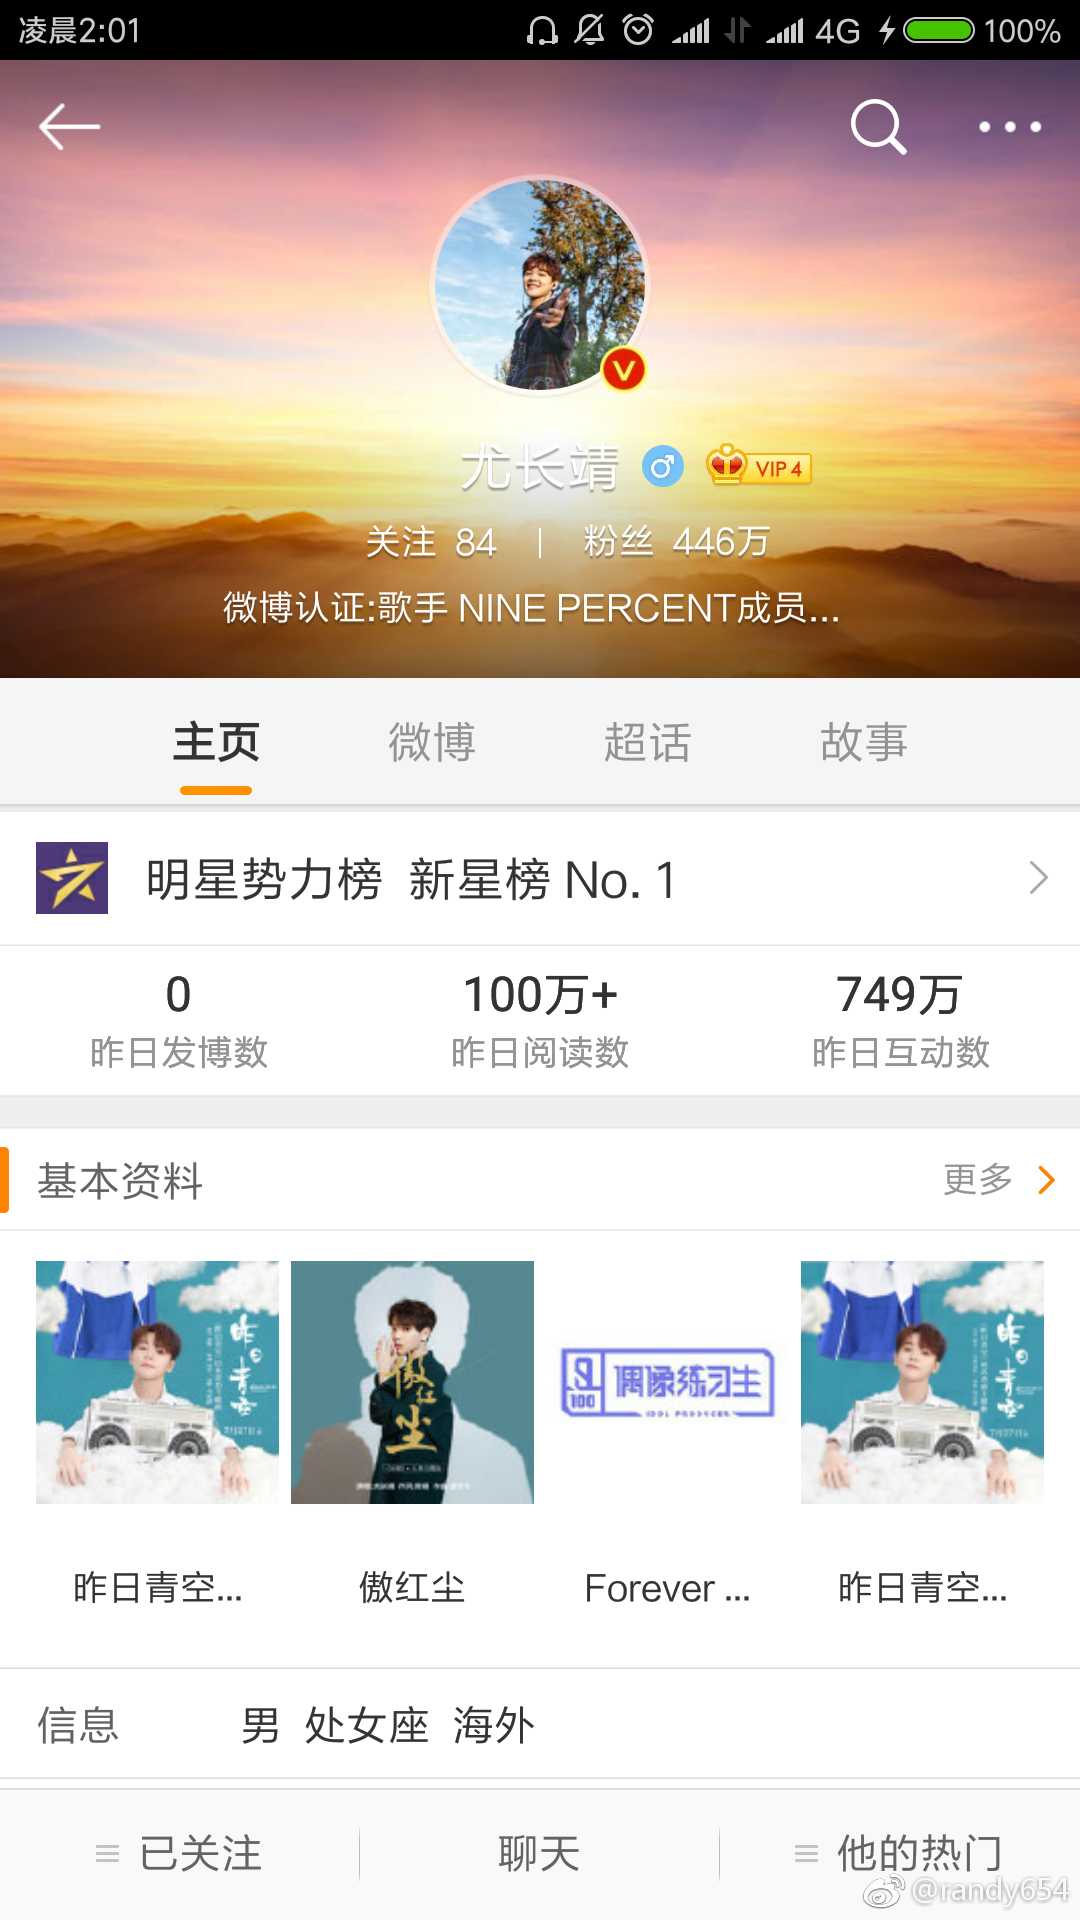 凌晨2:01
4G 100%
尤长靖 VIP 4
关注 84 | 粉丝 446万
微博认证:歌手 NINE PERCENT成员...
主页 微博 超话 故事
明星势力榜 新星榜 No. 1
0 100万+ 749万
昨日发博数 昨日阅读数 昨日互动数
基本资料 更多
昨日青空
傲红尘
偶像练习生
IDOL PRODUCER
100
昨日青空
昨日青空... 傲红尘 Forever ... 昨日青空...
信息 男 处女座 海外
已关注 聊天 他的热门
@randy654